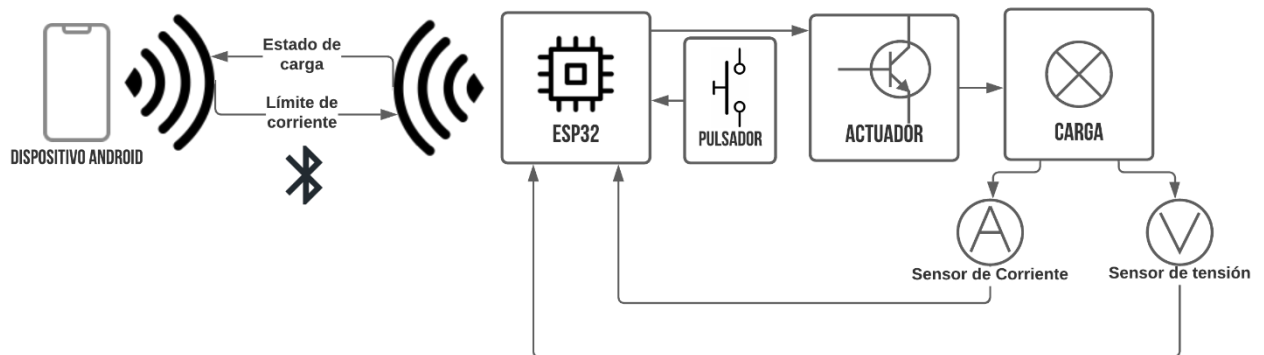 Estado de
carga
Límite de
corriente
DISPOSITIVO ANDROID
ESP32
PULSADOR
ACTUADOR
CARGA
A
V
Sensor de Corriente
Sensor de tensión